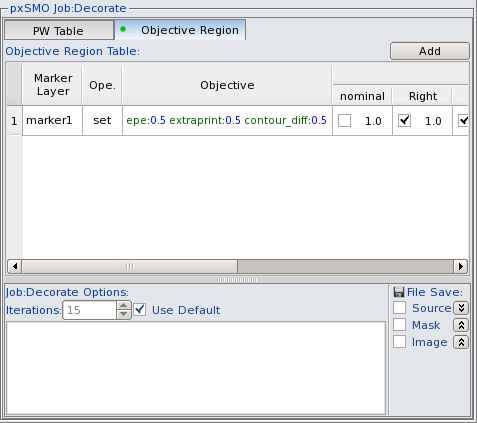 pxSMO Job:Decorate
PW Table
Objective Region
Objective Region Table:
Add
Marker Layer
Ope.
Objective
nominal
Right
1
marker1
set
epe:0.5 extraprint:0.5 contour_diff:0.5
1.0
1.0
Job:Decorate Options:
Iterations: 15
Use Default
File Save:
Source
Mask
Image